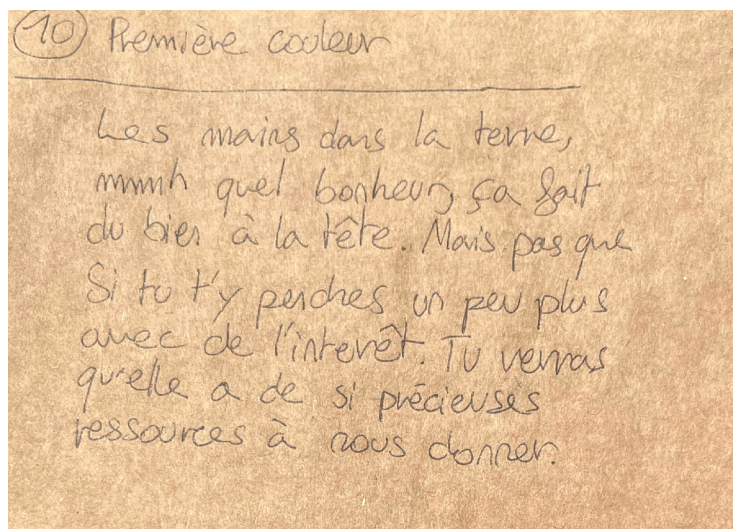 10 Première couleur
Les mains dans la terre,
mmmh quel bonheur, ça fait
du bien à la tête. Mais pas que
Si tu t'y penches un peu plus
avec de l'interêt. Tu verras
qu'elle a de si précieuses
ressources à nous donner.